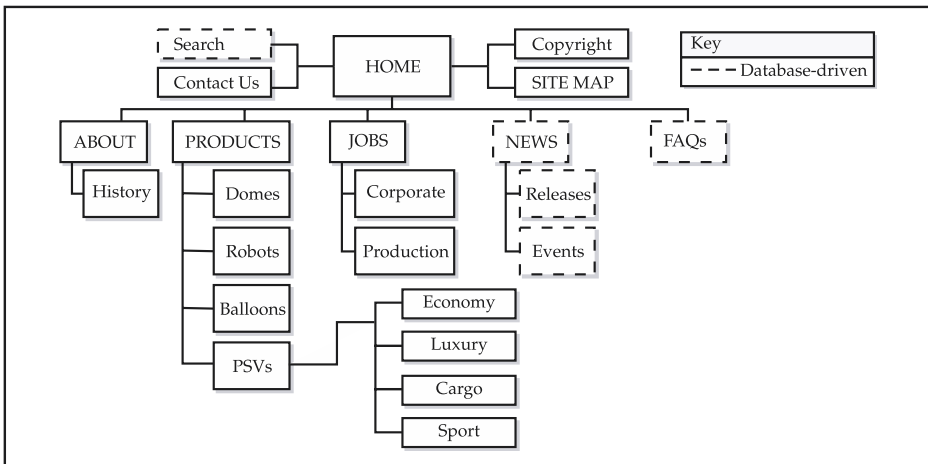 Search
Contact Us
HOME
Copyright
SITE MAP
Key
Database-driven
ABOUT
PRODUCTS
JOBS
NEWS
FAQs
History
Domes
Robots
Balloons
PSVs
Corporate
Production
Releases
Events
Economy
Luxury
Cargo
Sport